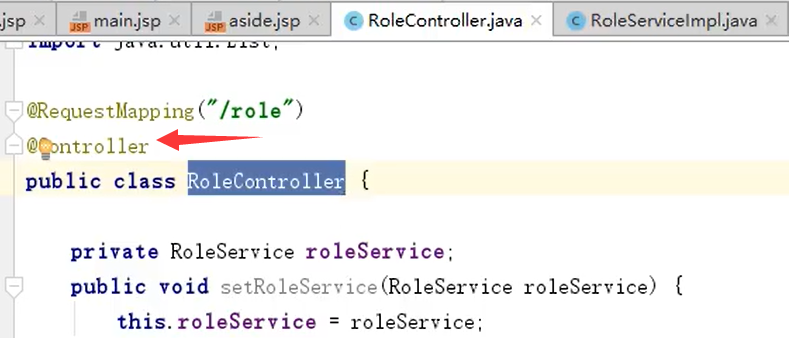 .jsp main.jsp aside.jsp RoleController.java RoleServiceImpl.java
import java.util.List;
@RequestMapping("/role")
@Controller
public class RoleController {
private RoleService roleService;
public void setRoleService(RoleService roleService) {
this.roleService = roleService;